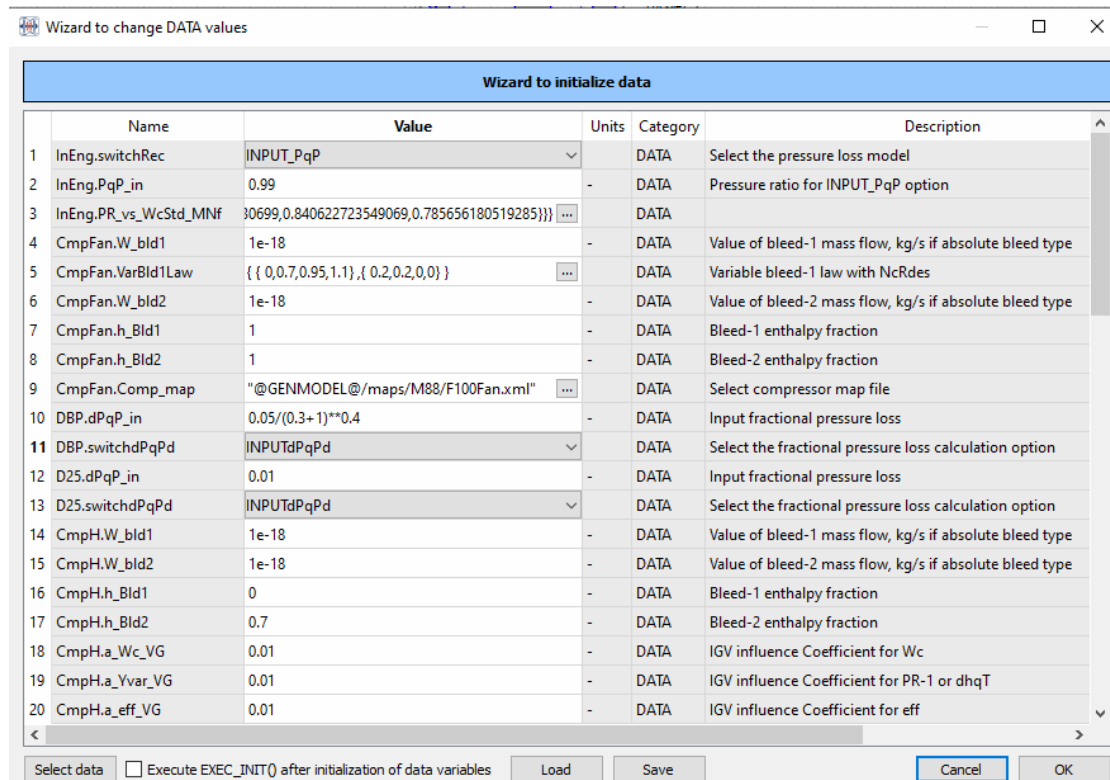 Wizard to change DATA values
Wizard to initialize data
Name Value Units Category Description
1 InEng.switchRec INPUT_PqP DATA Select the pressure loss model
2 InEng.PqP_in 0.99 - DATA Pressure ratio for INPUT_PqP option
3 InEng.PR_vs_WcStd_MNf 30699,0.840622723549069,0.785656180519285}}} ... DATA
4 CmpFan.W_bld1 1e-18 - DATA Value of bleed-1 mass flow, kg/s if absolute bleed type
5 CmpFan.VarBld1Law { { 0,0.7,0.95,1.1},{ 0.2,0.2,0,0} } ... DATA Variable bleed-1 law with NcRdes
6 CmpFan.W_bld2 1e-18 - DATA Value of bleed-2 mass flow, kg/s if absolute bleed type
7 CmpFan.h_Bld1 1 - DATA Bleed-1 enthalpy fraction
8 CmpFan.h_Bld2 1 - DATA Bleed-2 enthalpy fraction
9 CmpFan.Comp_map "@GENMODEL@/maps/M88/F100Fan.xml" ... DATA Select compressor map file
10 DBP.dPqP_in 0.05/(0.3+1)**0.4 - DATA Input fractional pressure loss
11 DBP.switchdPqPd INPUTdPqPd DATA Select the fractional pressure loss calculation option
12 D25.dPqP_in 0.01 - DATA Input fractional pressure loss
13 D25.switchdPqPd INPUTdPqPd DATA Select the fractional pressure loss calculation option
14 CmpH.W_bld1 1e-18 - DATA Value of bleed-1 mass flow, kg/s if absolute bleed type
15 CmpH.W_bld2 1e-18 - DATA Value of bleed-2 mass flow, kg/s if absolute bleed type
16 CmpH.h_Bld1 0 - DATA Bleed-1 enthalpy fraction
17 CmpH.h_Bld2 0.7 - DATA Bleed-2 enthalpy fraction
18 CmpH.a_Wc_VG 0.01 - DATA IGV influence Coefficient for Wc
19 CmpH.a_Yvar_VG 0.01 - DATA IGV influence Coefficient for PR-1 or dhqT
20 CmpH.a_eff_VG 0.01 - DATA IGV influence Coefficient for eff
Select data Execute EXEC_INIT() after initialization of data variables Load Save Cancel OK